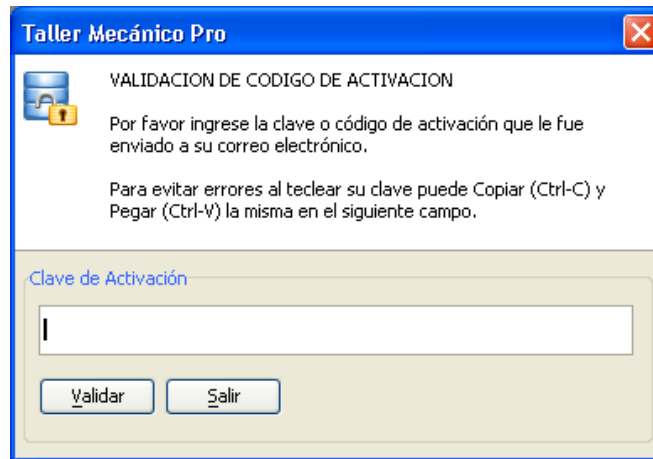 Taller Mecánico Pro
VALIDACION DE CODIGO DE ACTIVACION
Por favor ingrese la clave o código de activación que le fue
enviado a su correo electrónico.
Para evitar errores al teclear su clave puede Copiar (Ctrl-C) y
Pegar (Ctrl-V) la misma en el siguiente campo.
Clave de Activación
Validar
Salir